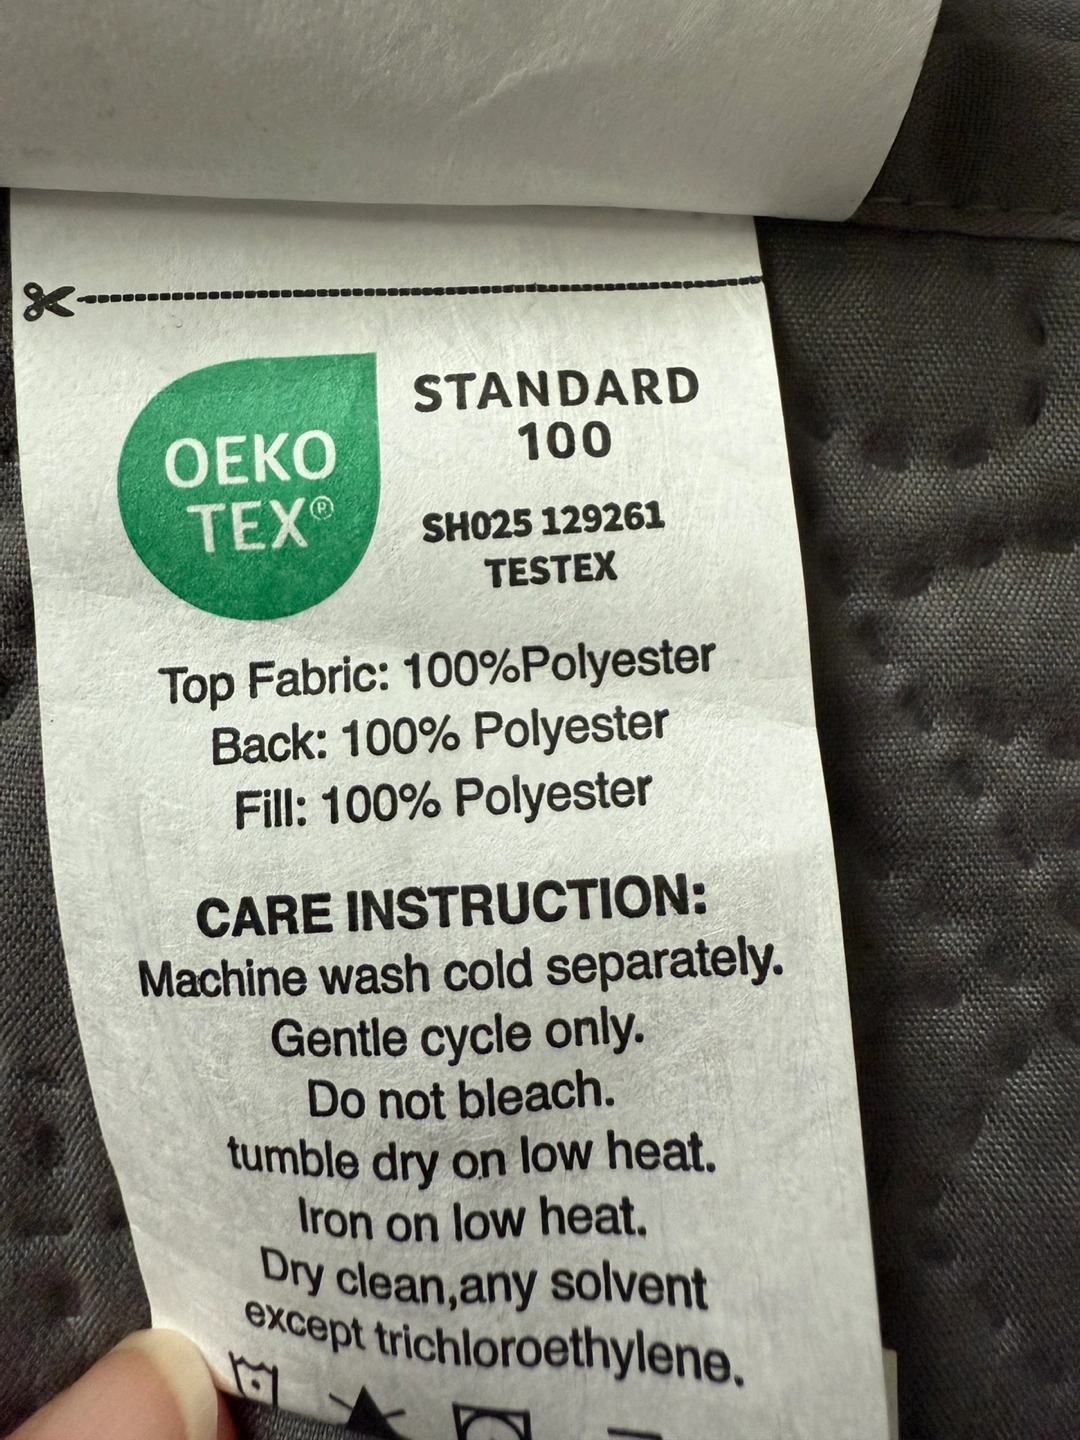 OEKO
TEX®
STANDARD
100
SH025 129261
TESTEX
Top Fabric: 100%Polyester
Back: 100% Polyester
Fill: 100% Polyester
CARE INSTRUCTION:
Machine wash cold separately.
Gentle cycle only.
Do not bleach.
tumble dry on low heat.
Iron on low heat.
Dry clean,any solvent
except trichloroethylene.